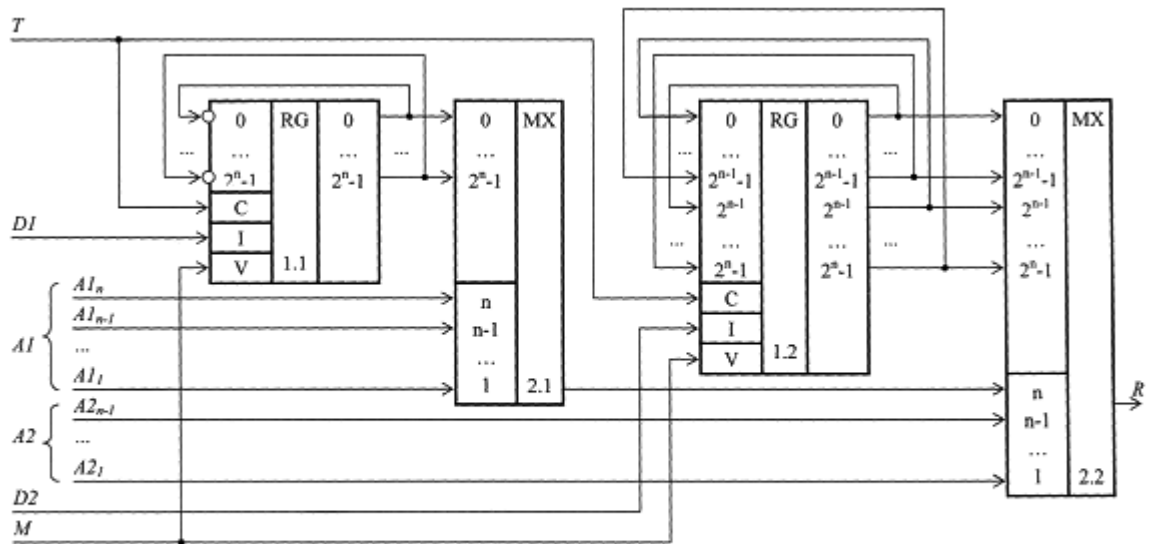 T
0 RG 0 0 MX 0 RG 0 0 MX
... ... ... ... ... ... ... ... ... ...
2ⁿ-1 2ⁿ-1 2ⁿ-1 2ⁿ⁻¹-1 2ⁿ⁻¹-1 2ⁿ⁻¹-1
C 2ⁿ⁻¹ 2ⁿ⁻¹ 2ⁿ⁻¹
D1 I ... ... ... ... ...
V 1.1 2ⁿ-1 2ⁿ-1 2ⁿ-1
A1ₙ n C
A1ₙ₋₁ n-1 I
A1 ... ... V 1.2
A1₁ 1 2.1 n R
A2ₙ₋₁ n-1
A2 ... ...
A2₁ 1 2.2
D2
M